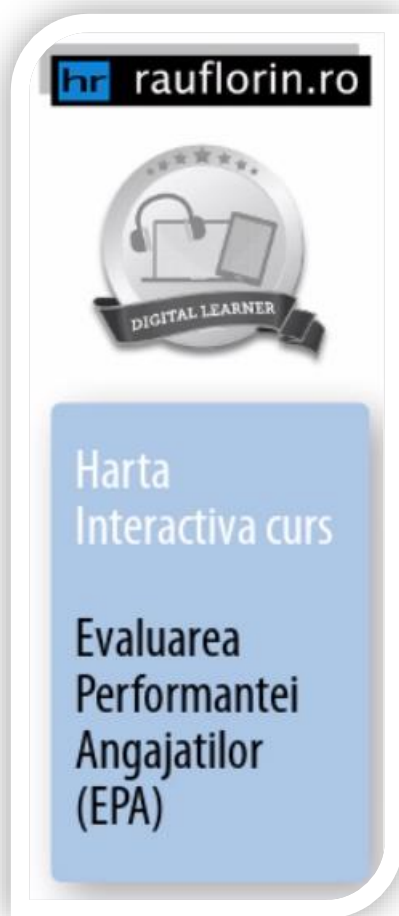 hr rauflorin.ro
DIGITAL LEARNER
Harta
Interactiva curs
Evaluarea
Performantei
Angajatilor
(EPA)